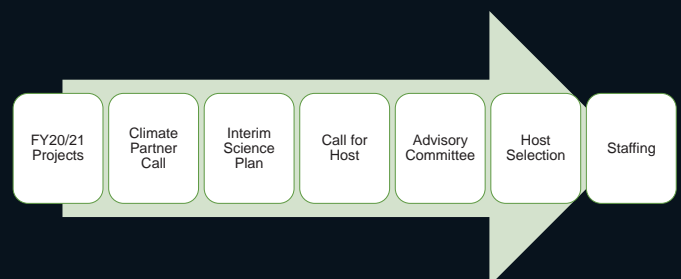 FY20/21
Projects
Climate
Partner
Call
Interim
Science
Plan
Call for
Host
Advisory
Committee
Host
Selection
Staffing